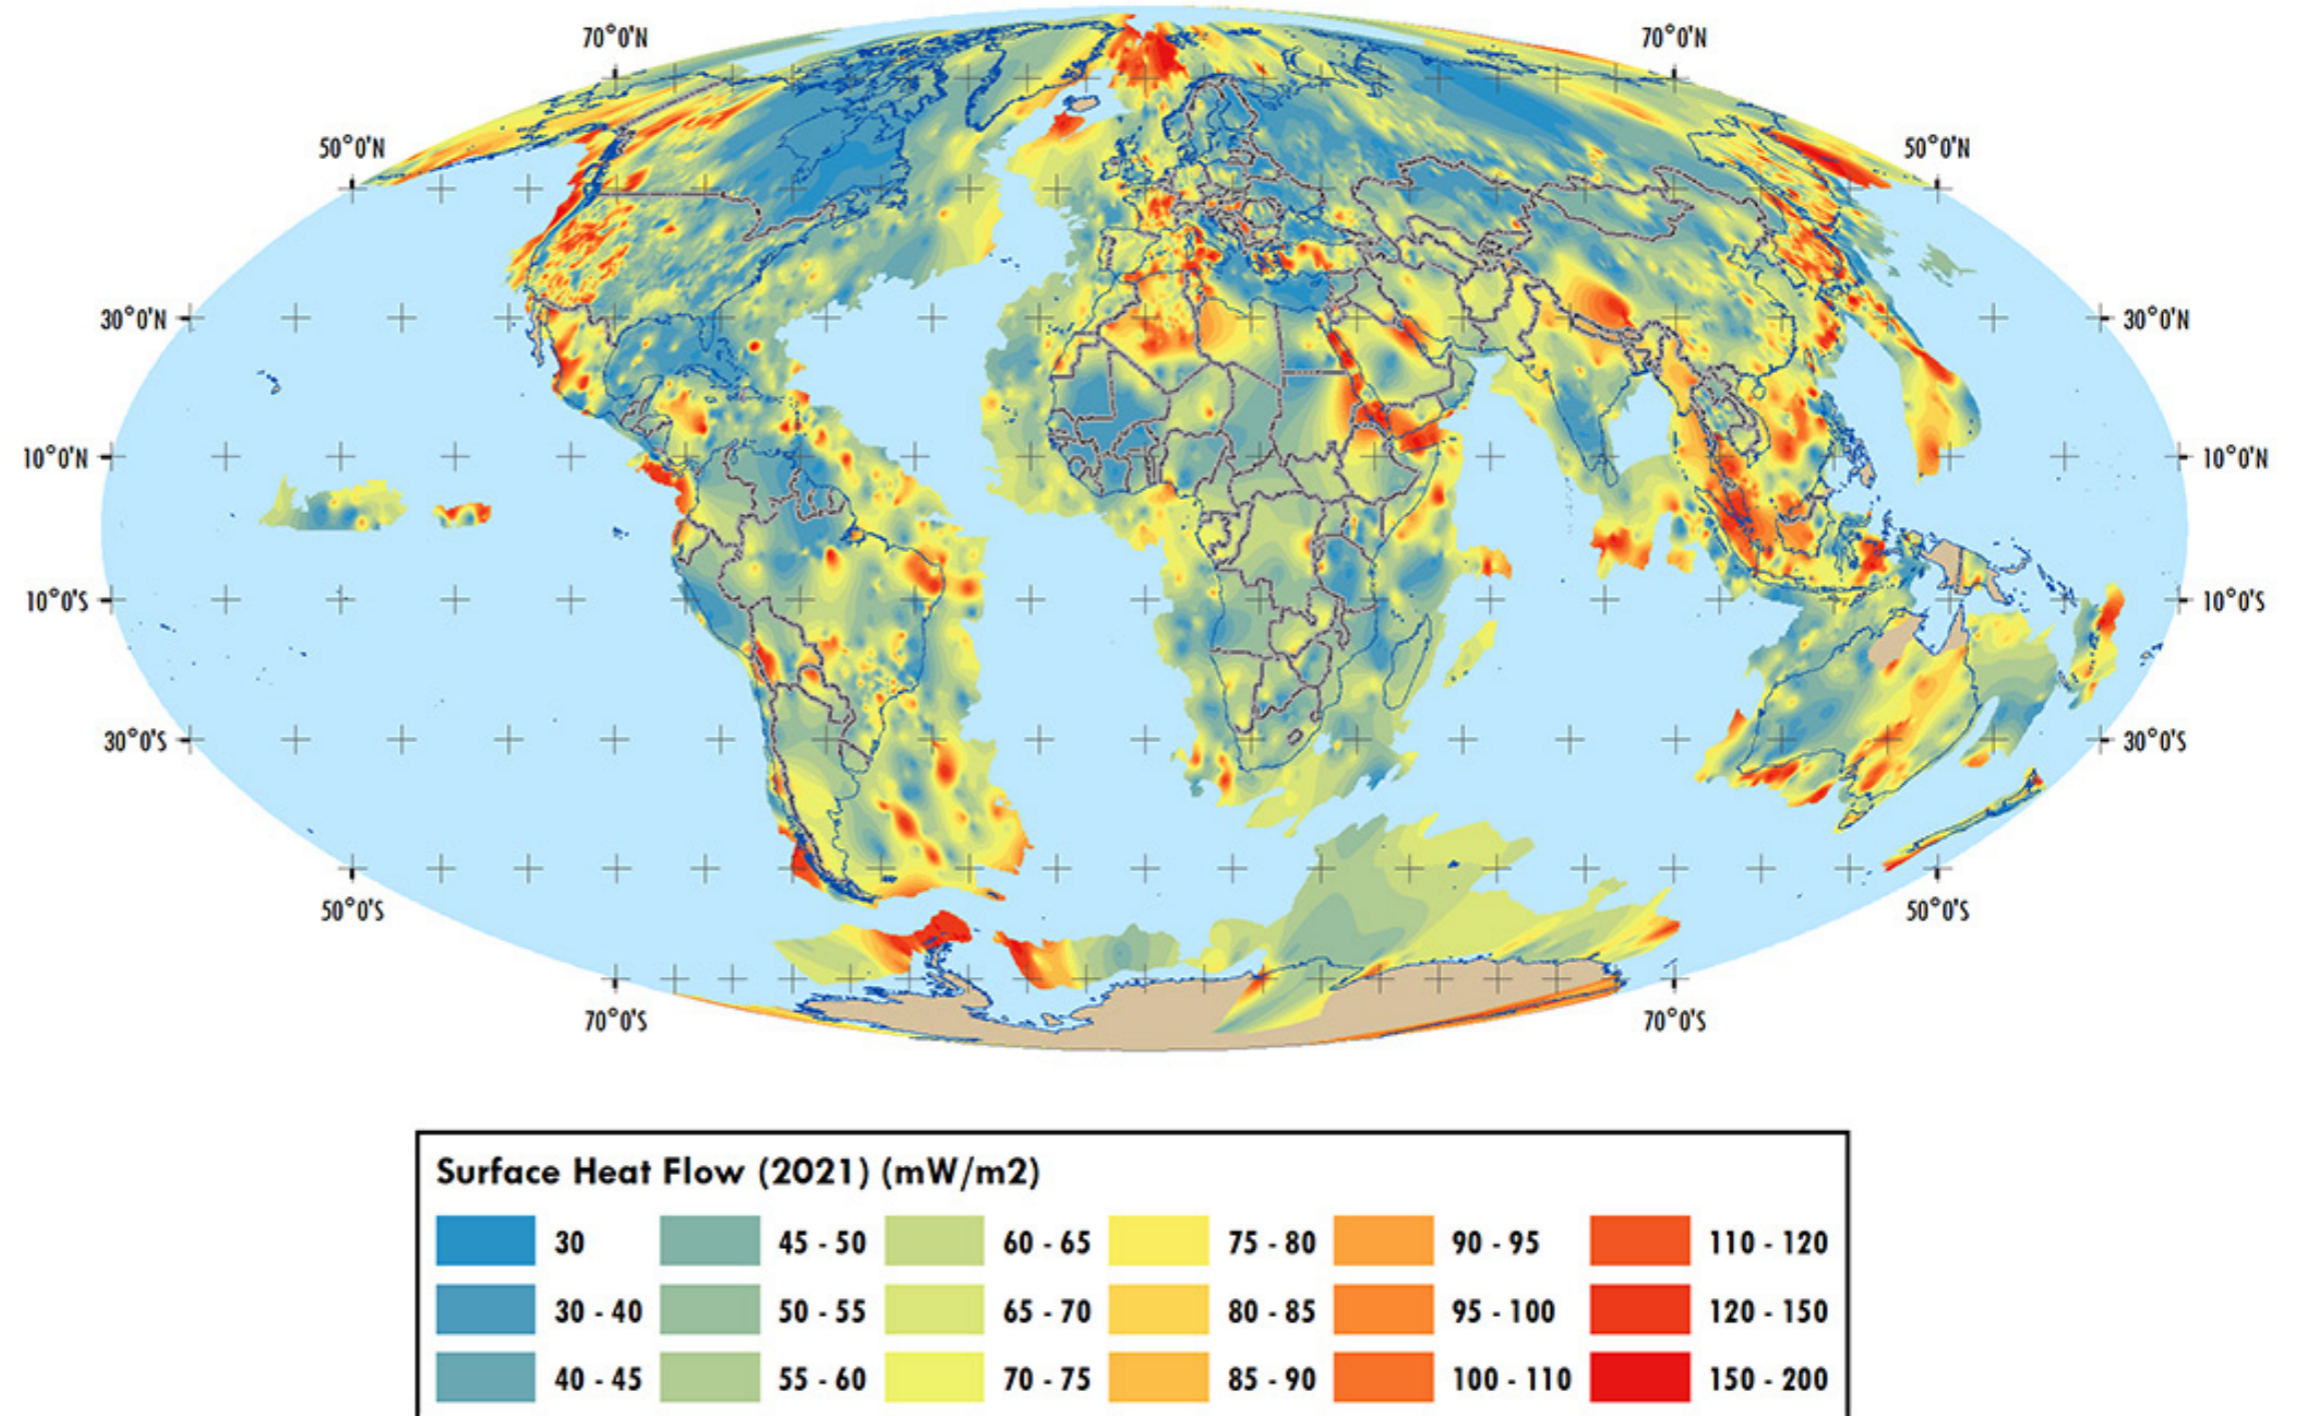 70°0'N 70°0'N
50°0'N 50°0'N
30°0'N 30°0'N
10°0'N 10°0'N
10°0'S 10°0'S
30°0'S 30°0'S
50°0'S 50°0'S
70°0'S 70°0'S
Surface Heat Flow (2021) (mW/m2)
30 45 - 50 60 - 65 75 - 80 90 - 95 110 - 120
30 - 40 50 - 55 65 - 70 80 - 85 95 - 100 120 - 150
40 - 45 55 - 60 70 - 75 85 - 90 100 - 110 150 - 200